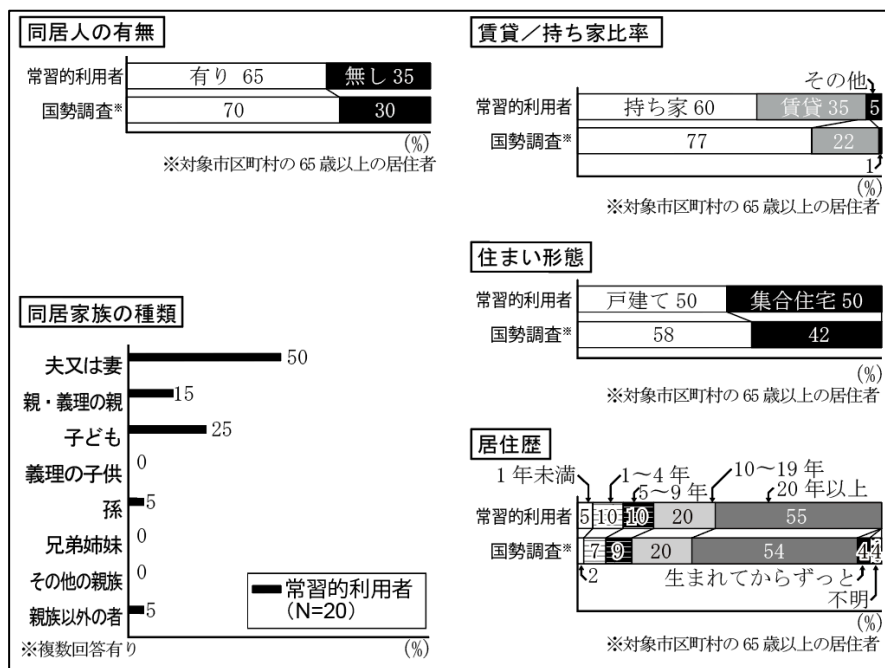 同居人の有無
常習的利用者 有り 65 無し 35
国勢調査※ 70 30
(%)
※対象市区町村の 65 歳以上の居住者
同居家族の種類
夫又は妻 50
親・義理の親 15
子ども 25
義理の子供 0
孫 5
兄弟姉妹 0
その他の親族 0
親族以外の者 5
常習的利用者
(N=20)
※複数回答有り (%)
賃貸／持ち家比率
その他
常習的利用者 持ち家 60 賃貸 35 5
国勢調査※ 77 22
1
(%)
※対象市区町村の 65 歳以上の居住者
住まい形態
常習的利用者 戸建て 50 集合住宅 50
国勢調査※ 58 42
(%)
※対象市区町村の 65 歳以上の居住者
居住歴
1 年未満 1～4 年 5～9 年 10～19 年 20 年以上
常習的利用者 5 10 10 20 55
国勢調査※ 7 9 20 54 4 4
2 生まれてからずっと
不明
(%)
※対象市区町村の 65 歳以上の居住者